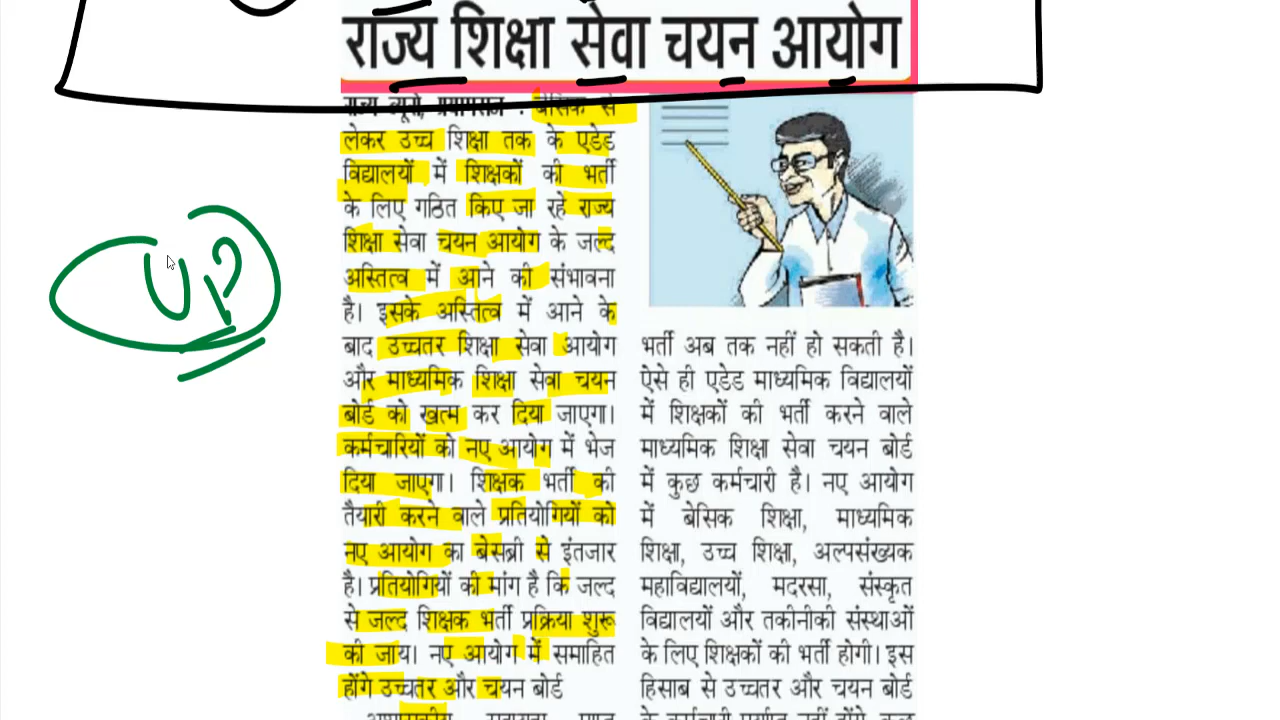 राज्य शिक्षा सेवा चयन आयोग
राज्य ब्यूरो, प्रयागराज : बेसिक से
लेकर उच्च शिक्षा तक के एडेड
विद्यालयों में शिक्षकों की भर्ती
के लिए गठित किए जा रहे राज्य
शिक्षा सेवा चयन आयोग के जल्द
अस्तित्व में आने की संभावना
है। इसके अस्तित्व में आने के
बाद उच्चतर शिक्षा सेवा आयोग
और माध्यमिक शिक्षा सेवा चयन
बोर्ड को खत्म कर दिया जाएगा।
कर्मचारियों को नए आयोग में भेज
दिया जाएगा। शिक्षक भर्ती की
तैयारी करने वाले प्रतियोगियों को
नए आयोग का बेसब्री से इंतजार
है। प्रतियोगियों की मांग है कि जल्द
से जल्द शिक्षक भर्ती प्रक्रिया शुरू
की जाय। नए आयोग में समाहित
होंगे उच्चतर और चयन बोर्ड
भर्ती अब तक नहीं हो सकती है।
ऐसे ही एडेड माध्यमिक विद्यालयों
में शिक्षकों की भर्ती करने वाले
माध्यमिक शिक्षा सेवा चयन बोर्ड
में कुछ कर्मचारी है। नए आयोग
में बेसिक शिक्षा, माध्यमिक
शिक्षा, उच्च शिक्षा, अल्पसंख्यक
महाविद्यालयों, मदरसा, संस्कृत
विद्यालयों और तकीनीकी संस्थाओं
के लिए शिक्षकों की भर्ती होगी। इस
हिसाब से उच्चतर और चयन बोर्ड
UP